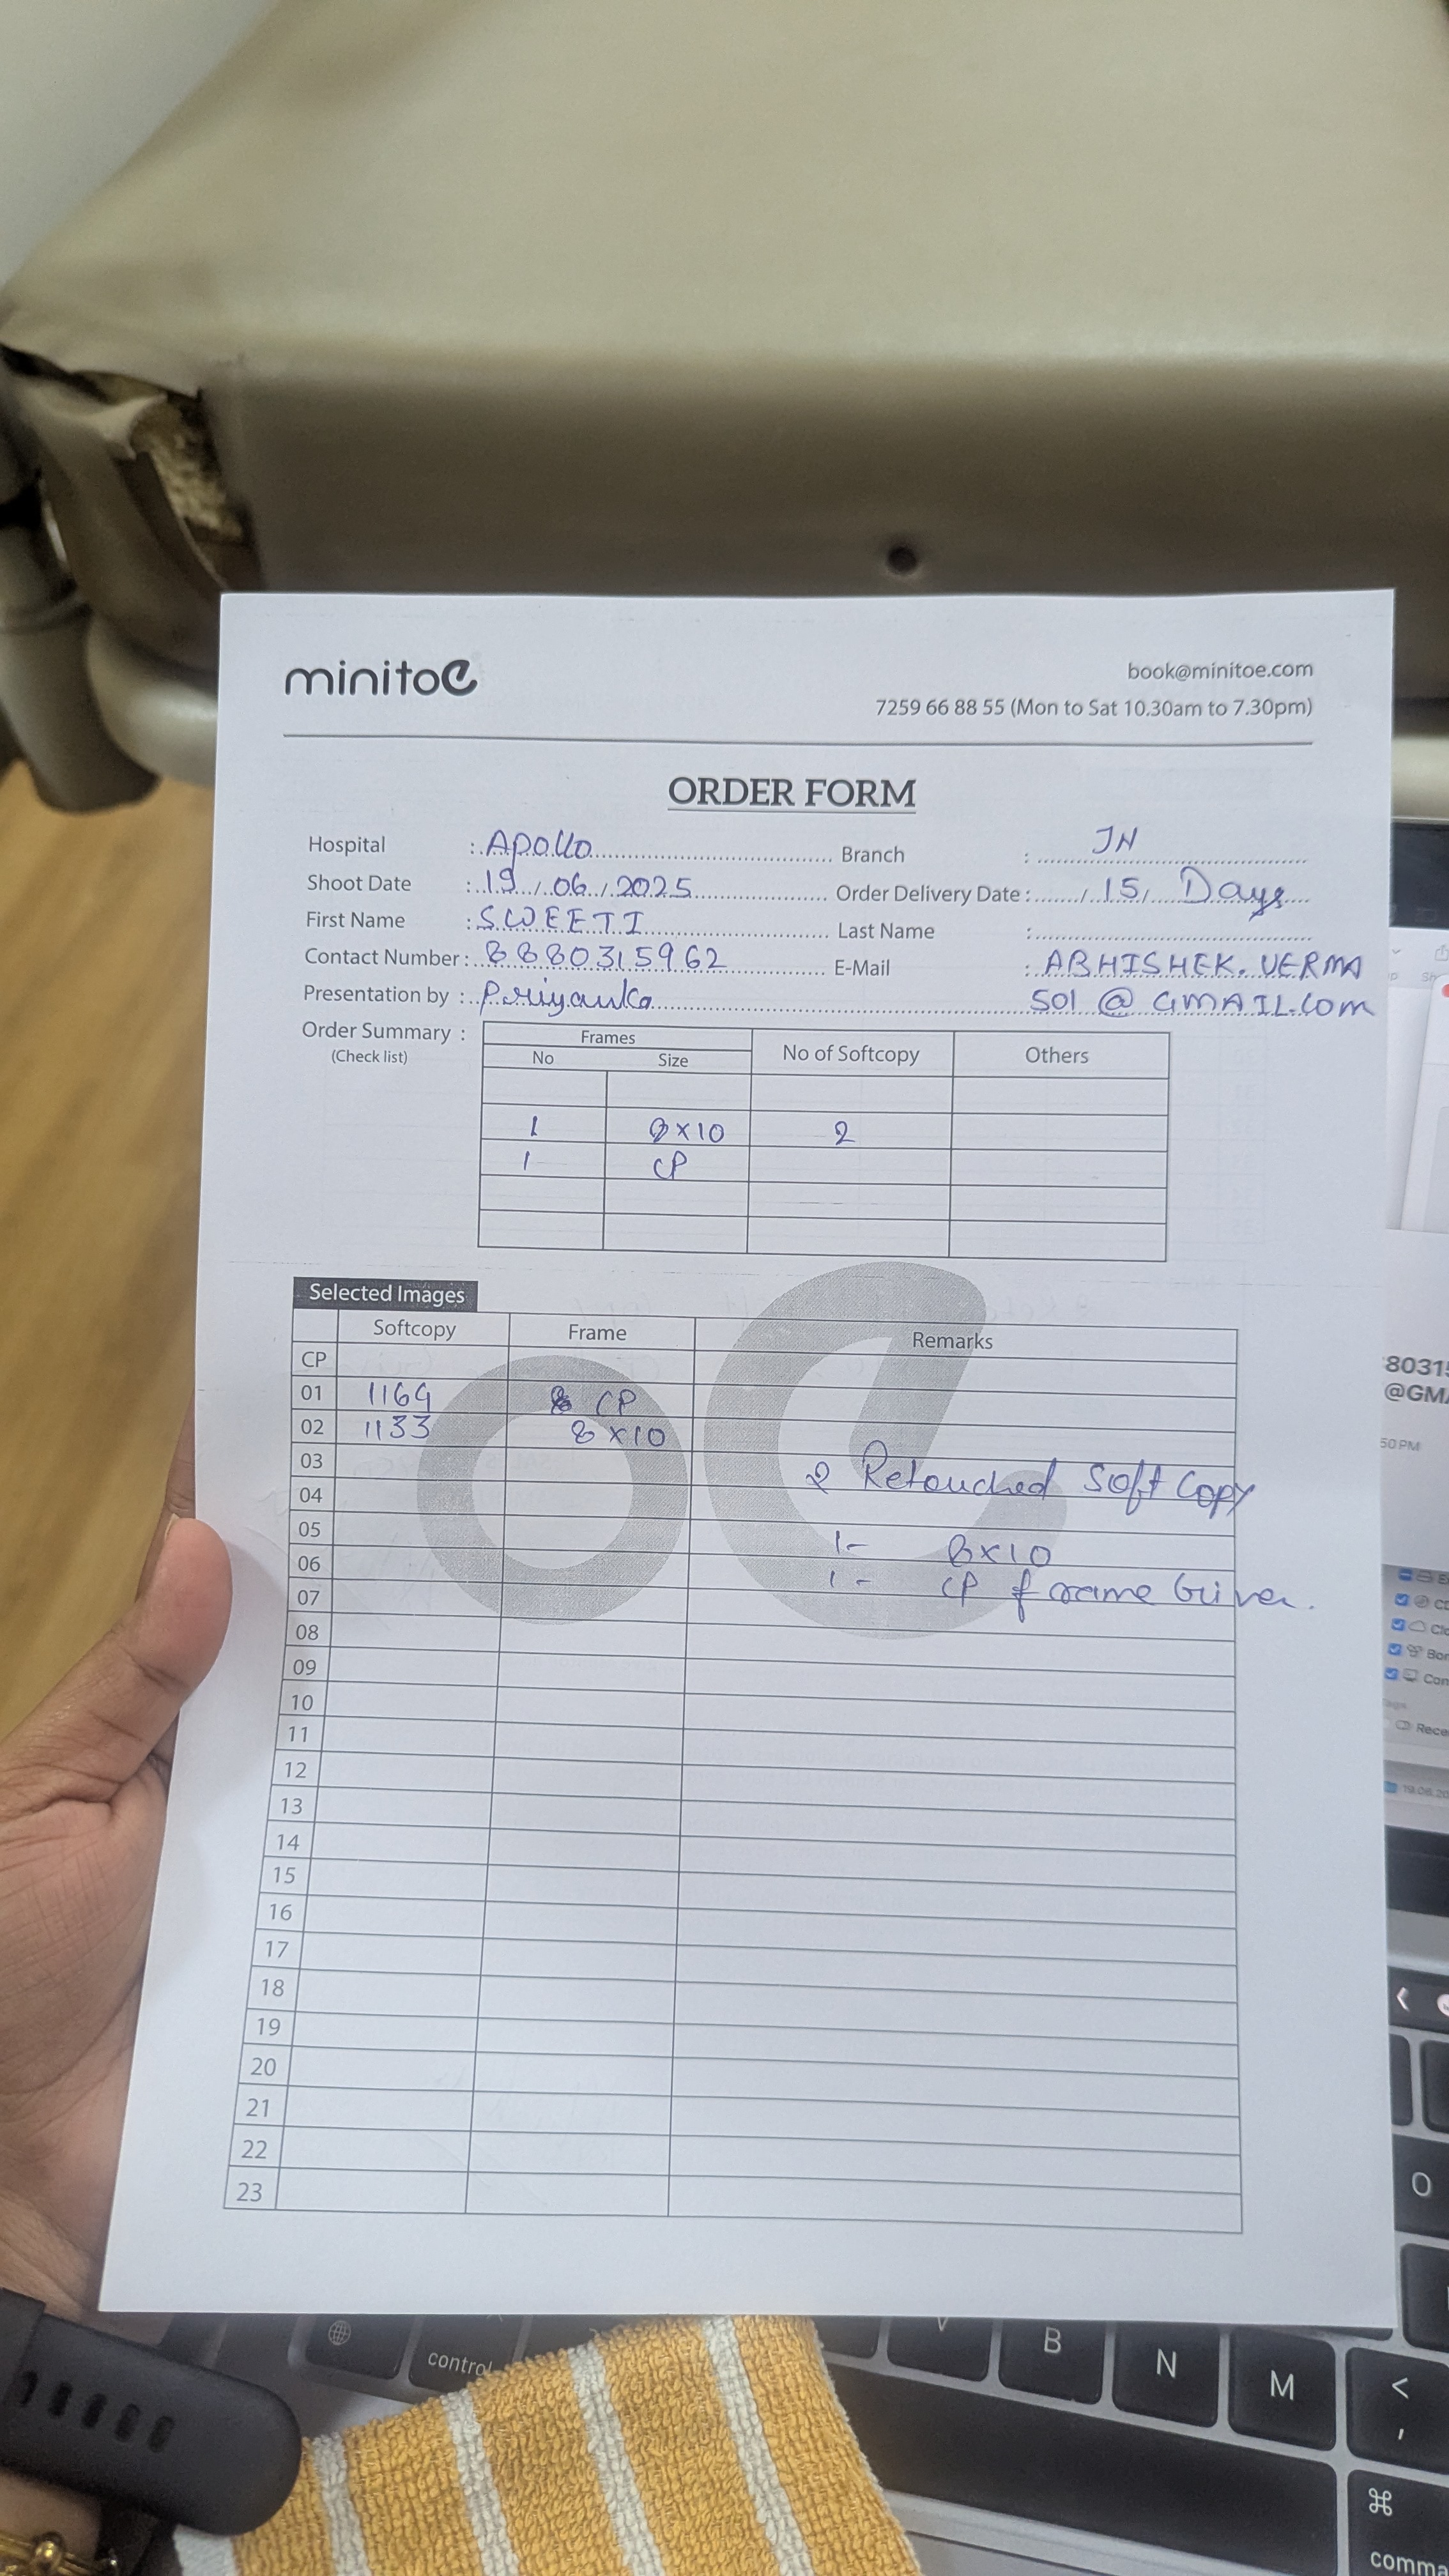 minitoe
book@minitoe.com
7259 66 88 55 (Mon to Sat 10.30am to 7.30pm)
ORDER FORM
Hospital : Apollo Branch : JN
Shoot Date : 19 / 06 / 2025 Order Delivery Date : / 15 / Days
First Name : SWEETI Last Name :
Contact Number : 8880315962 E-Mail : ABHISHEK.VERMA
Presentation by : Priyanka 501 @ GMAIL.COM
Order Summary :
(Check list)
Frames No of Softcopy Others
No Size
1 8x10 2
1 CP
Selected Images
Softcopy Frame Remarks
CP
01 1164 CP
02 1133 8x10
03
2 Retouched Soft Copy
04
05
1- 8x10
06
1- CP frame Given.
07
08
09
10
11
12
13
14
15
16
17
18
19
20
21
22
23
8031
@GM
50 PM
control
V
B
N
M
<
,
O
⌘
comm